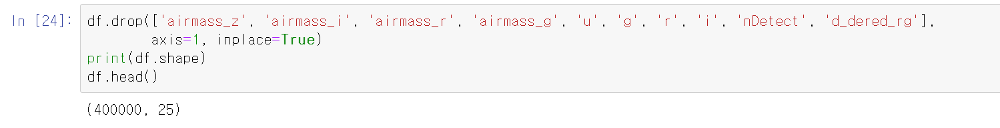 In [24]: df.drop(['airmass_z', 'airmass_i', 'airmass_r', 'airmass_g', 'u', 'g', 'r', 'i', 'nDetect', 'd_dered_rg'],
axis=1, inplace=True)
print(df.shape)
df.head()
(400000, 25)